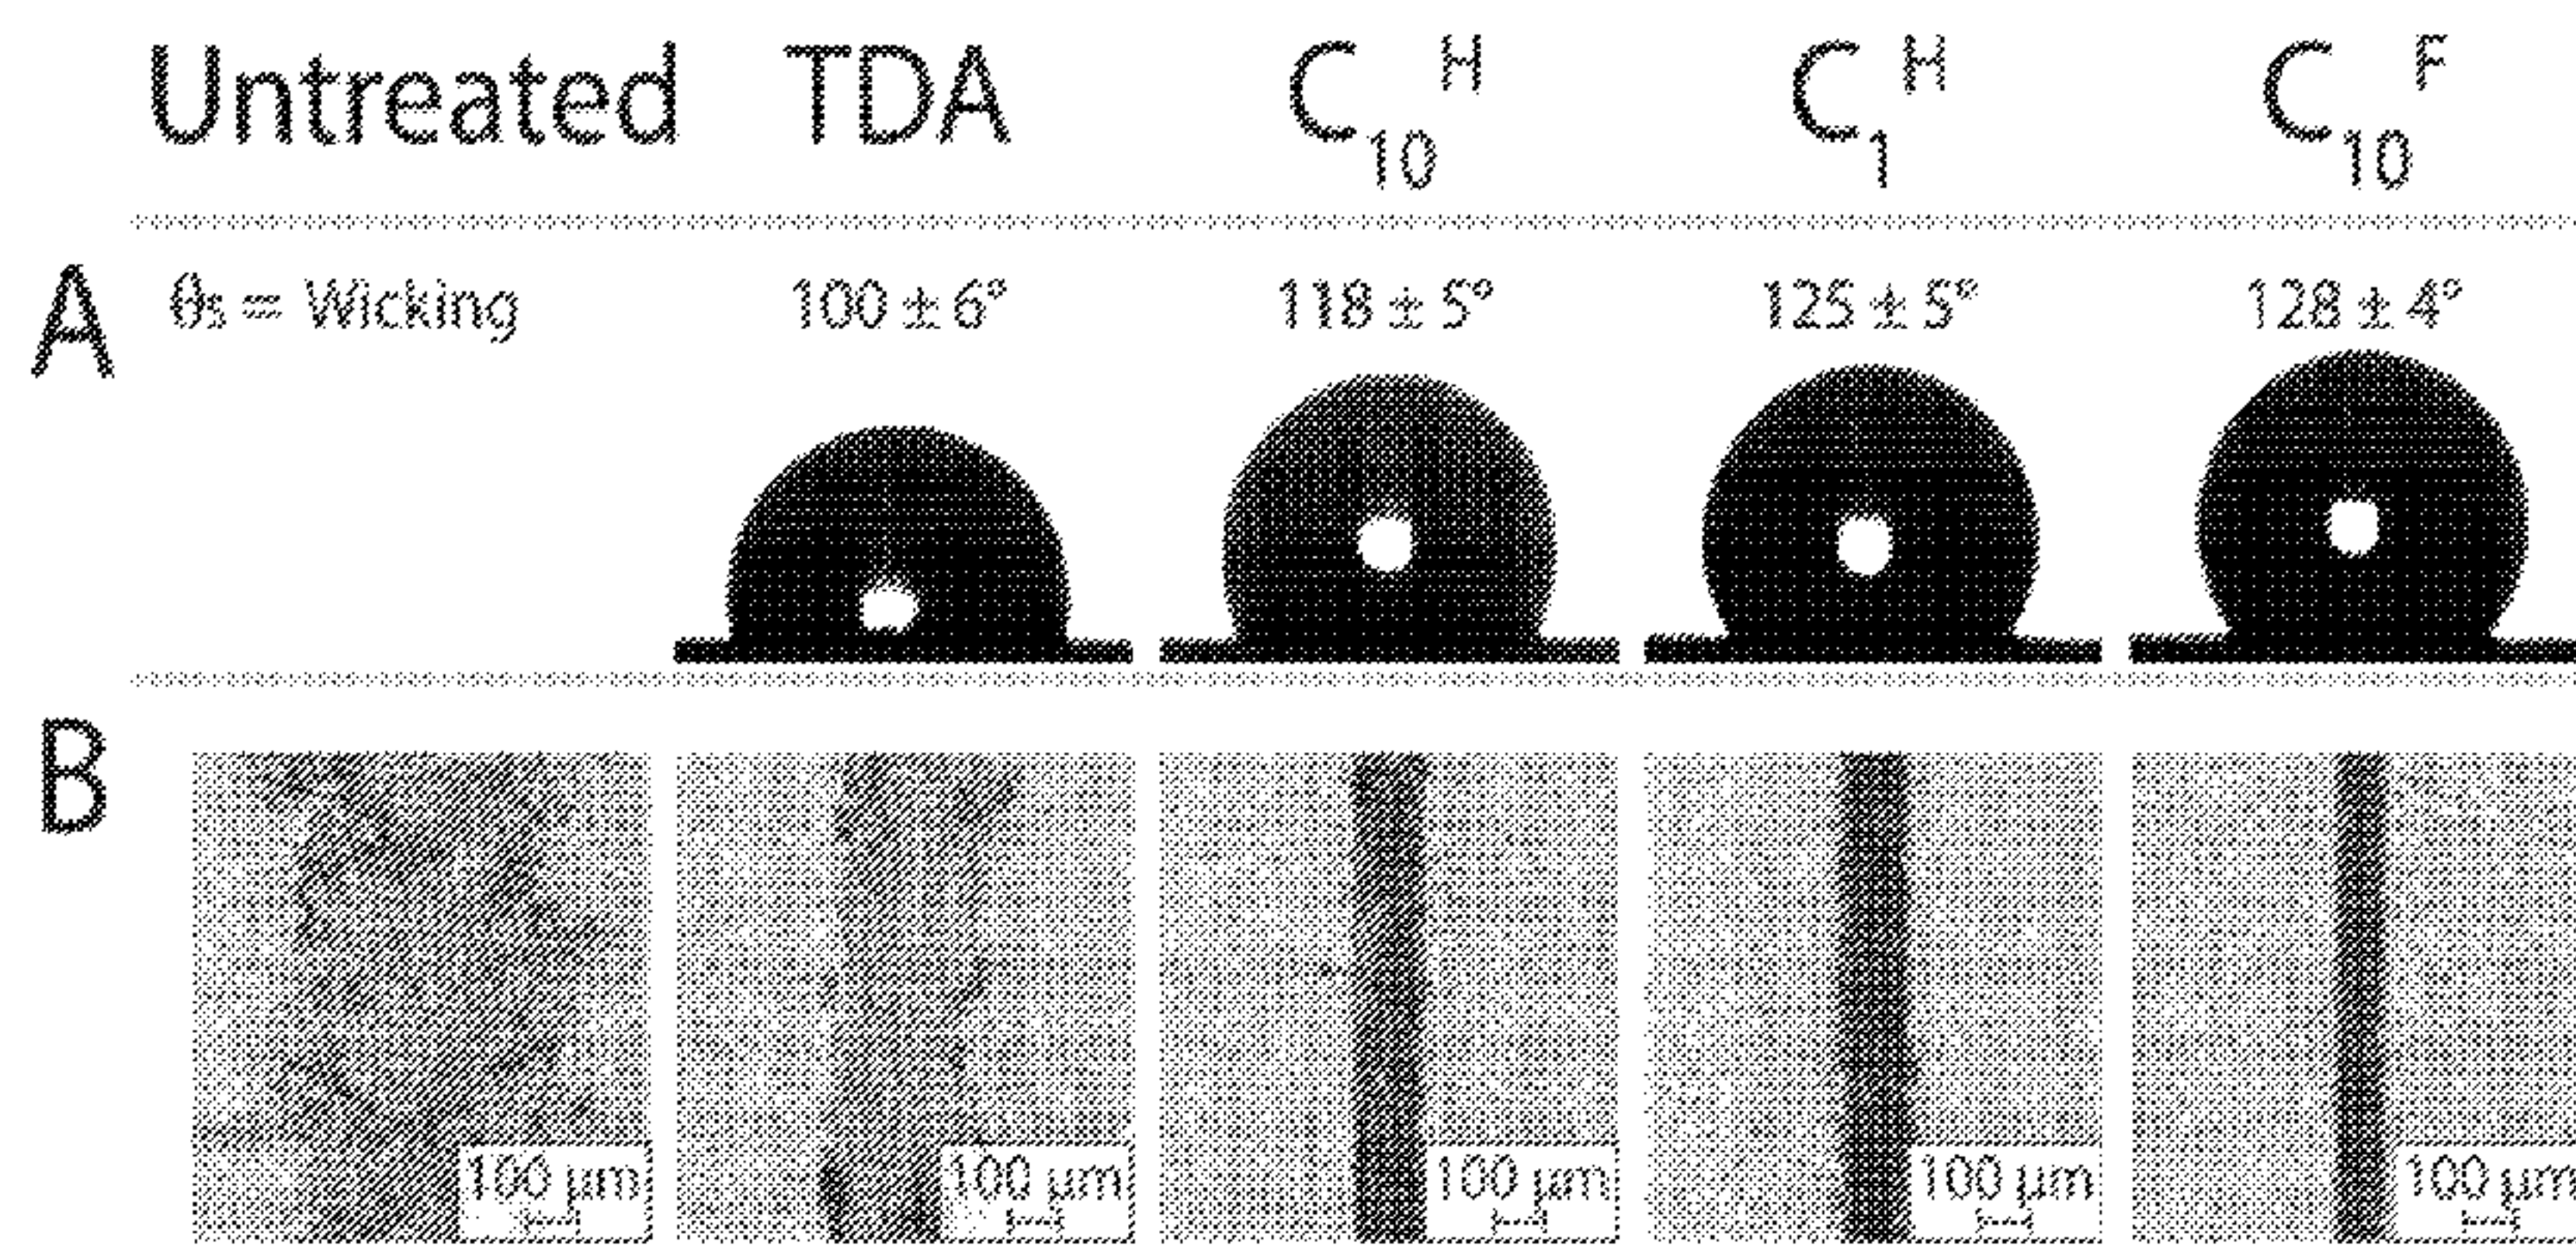 Untreated TDA C₁₀ᴴ C₁ᴴ C₁₀ꟳ
A θs = Wicking 100 ± 6° 118 ± 5° 125 ± 5° 128 ± 4°
B
100 μm 100 μm 100 μm 100 μm 100 μm